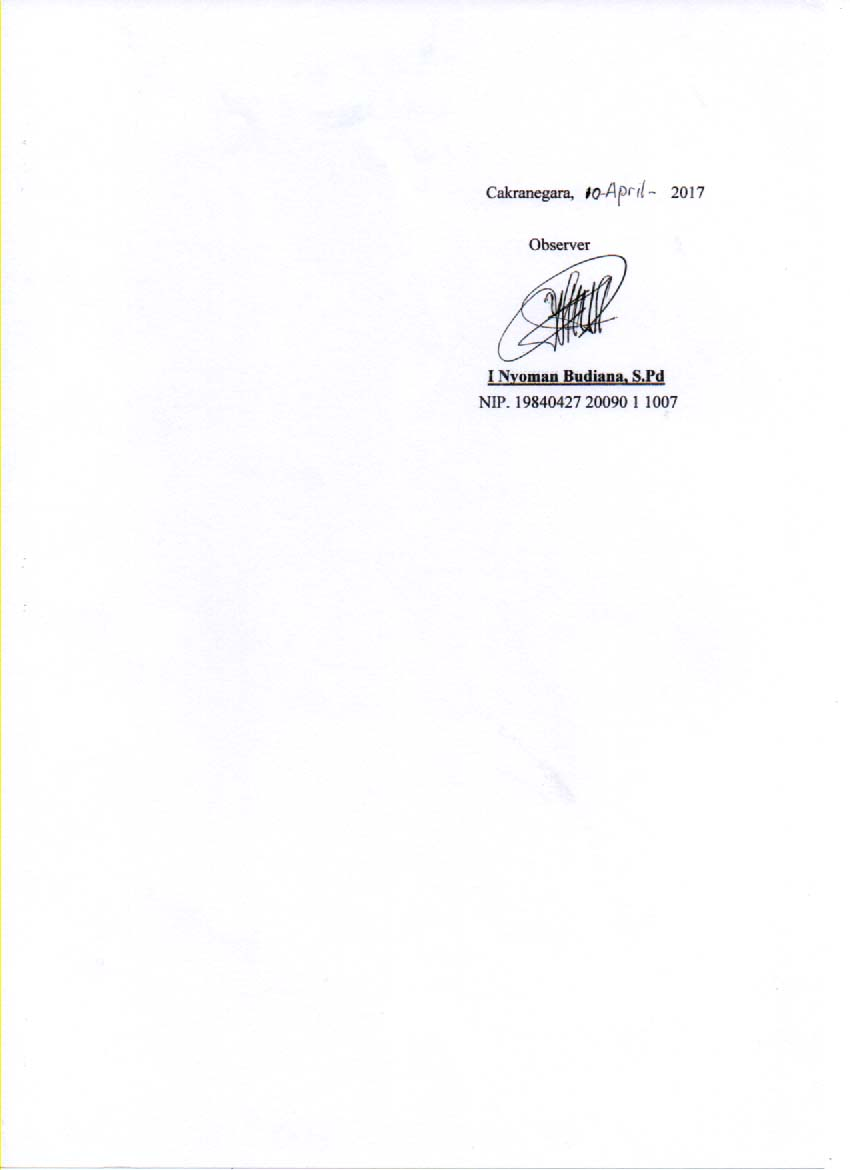 Cakranegara, 10-April- 2017
Observer
I Nyoman Budiana, S.Pd
NIP. 19840427 20090 1 1007